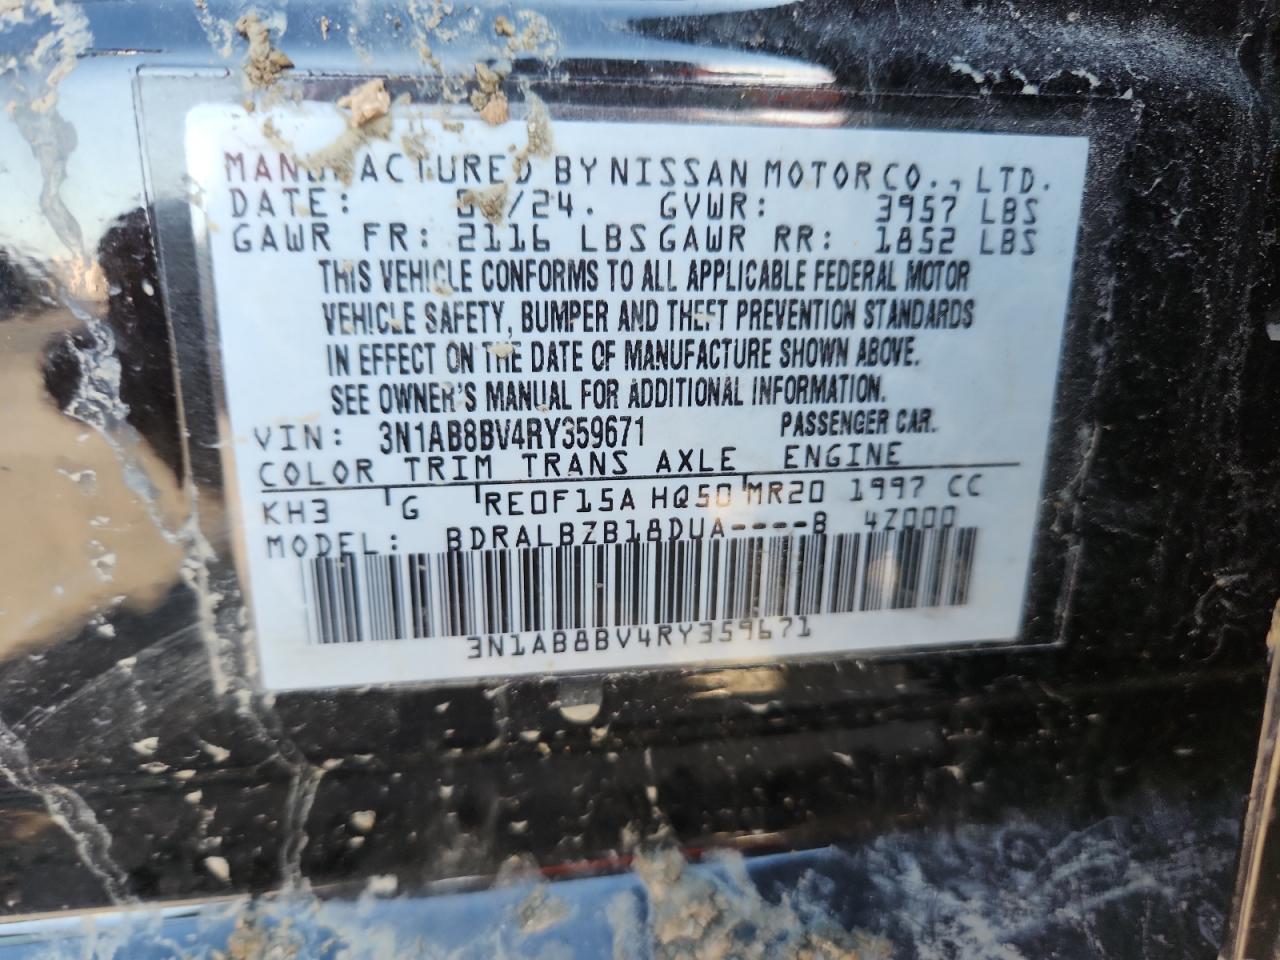 MANUFACTURED BY NISSAN MOTOR CO., LTD.
DATE: /24. GVWR: 3957 LBS
GAWR FR: 2116 LBS GAWR RR: 1852 LBS
THIS VEHICLE CONFORMS TO ALL APPLICABLE FEDERAL MOTOR
VEHICLE SAFETY, BUMPER AND THEFT PREVENTION STANDARDS
IN EFFECT ON THE DATE OF MANUFACTURE SHOWN ABOVE.
SEE OWNER'S MANUAL FOR ADDITIONAL INFORMATION.
VIN: 3N1AB8BV4RY359671 PASSENGER CAR.
COLOR TRIM TRANS AXLE ENGINE
KH3 G RE0F15A HQ50 MR20 1997 CC
MODEL: BDRALBZB18DUA----B 4Z000
3N1AB8BV4RY359671